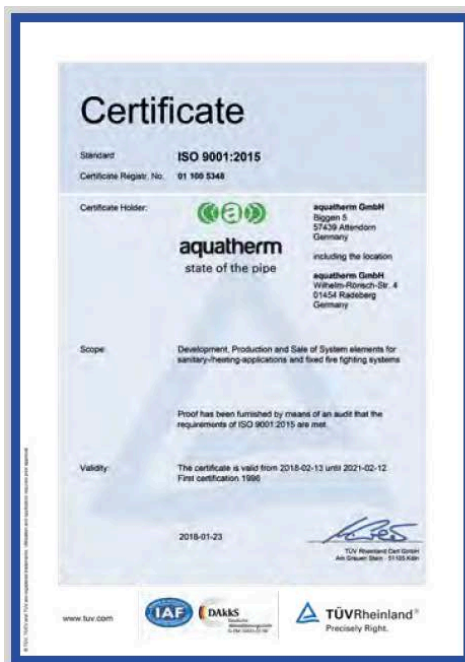 Certificate
Standard ISO 9001:2015
Certificate Registr. No. 01 100 5348
Certificate Holder:
aquatherm
state of the pipe
aquatherm GmbH
Biggen 5
57439 Attendorn
Germany
including the location
aquatherm GmbH
Wilhelm-Rönsch-Str. 4
01454 Radeberg
Germany
Scope: Development, Production and Sale of System elements for
sanitary-/heating-applications and fixed fire fighting systems
Proof has been furnished by means of an audit that the
requirements of ISO 9001:2015 are met.
Validity: The certificate is valid from 2018-02-13 until 2021-02-12.
First certification 1996
2018-01-23
TÜV Rheinland Cert GmbH
Am Grauen Stein · 51105 Köln
www.tuv.com
IAF
DAkkS
TÜVRheinland®
Precisely Right.